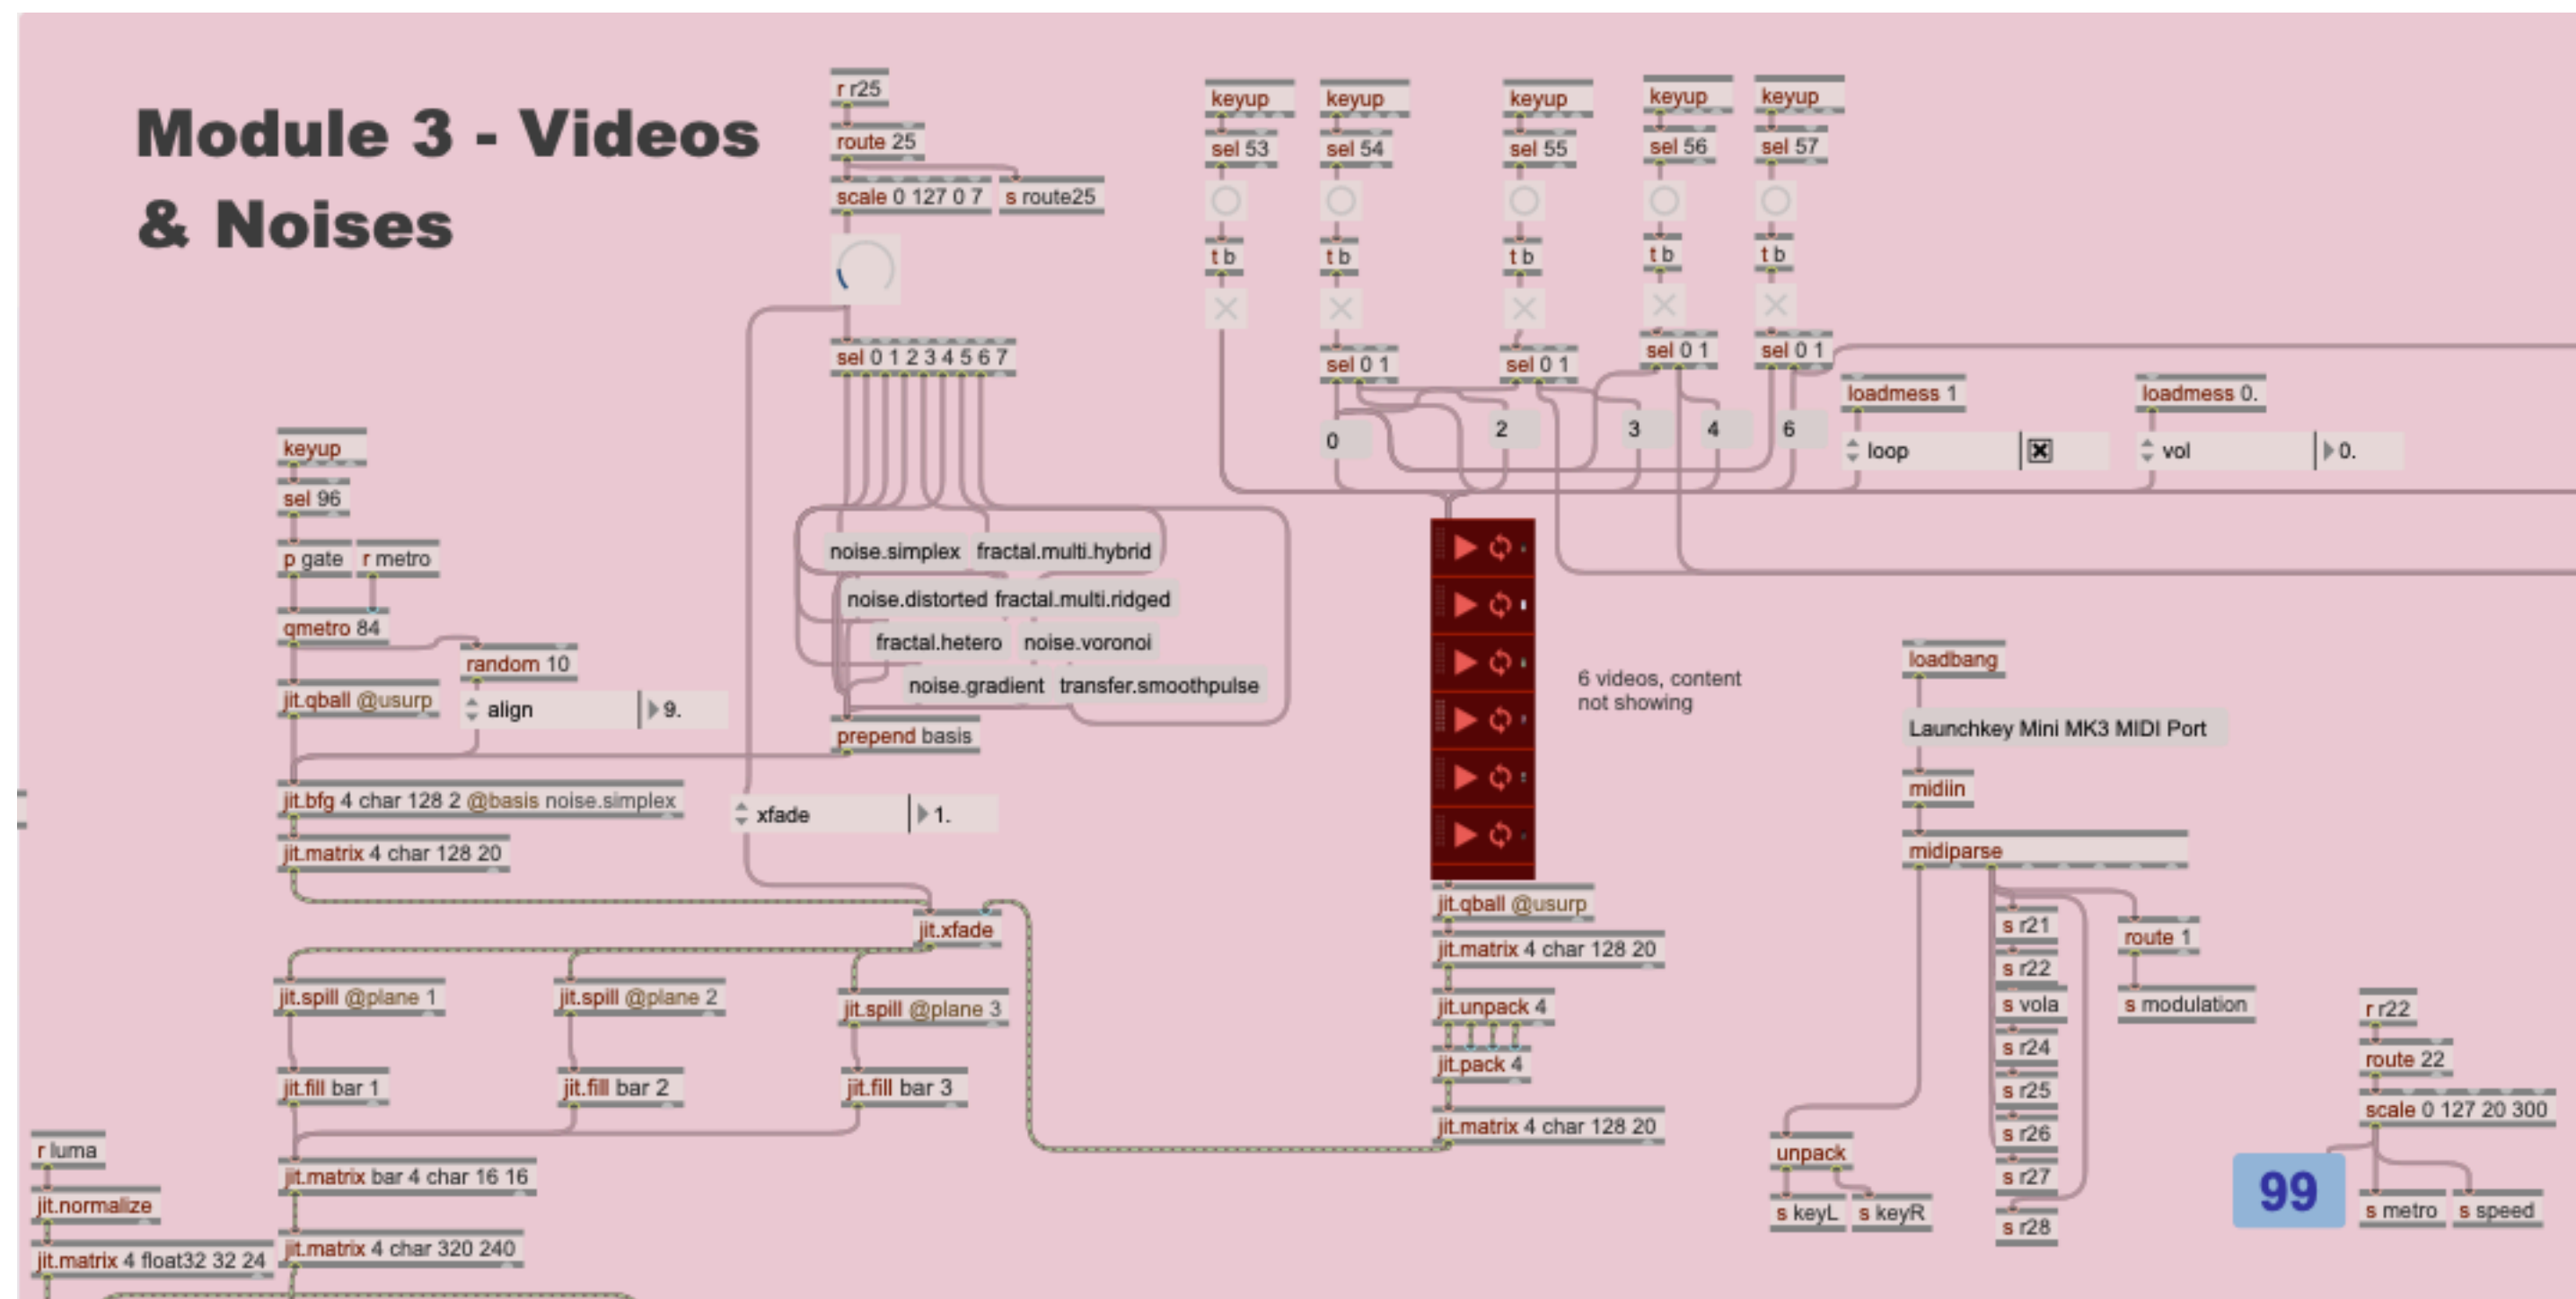 Module 3 - Videos
& Noises
r r25
route 25
scale 0 127 0 7
s route25
sel 0 1 2 3 4 5 6 7
noise.simplex
fractal.multi.hybrid
noise.distorted
fractal.multi.ridged
fractal.hetero
noise.voronoi
noise.gradient
transfer.smoothpulse
prepend basis
keyup
sel 96
p gate
r metro
qmetro 84
random 10
jit.qball @usurp
align
9.
jit.bfg 4 char 128 2 @basis noise.simplex
jit.matrix 4 char 128 20
xfade
1.
jit.xfade
jit.spill @plane 1
jit.spill @plane 2
jit.spill @plane 3
jit.fill bar 1
jit.fill bar 2
jit.fill bar 3
r luma
jit.normalize
jit.matrix 4 float32 32 24
jit.matrix bar 4 char 16 16
jit.matrix 4 char 320 240
keyup
keyup
keyup
keyup
keyup
sel 53
sel 54
sel 55
sel 56
sel 57
t b
t b
t b
t b
t b
sel 0 1
sel 0 1
sel 0 1
sel 0 1
0
2
3
4
6
loadmess 1
loop
loadmess 0.
vol
0.
6 videos, content
not showing
jit.qball @usurp
jit.matrix 4 char 128 20
jit.unpack 4
jit.pack 4
jit.matrix 4 char 128 20
loadbang
Launchkey Mini MK3 MIDI Port
midiin
midiparse
s r21
s r22
s vola
s r24
s r25
s r26
s r27
s r28
route 1
s modulation
unpack
s keyL
s keyR
r r22
route 22
scale 0 127 20 300
99
s metro
s speed